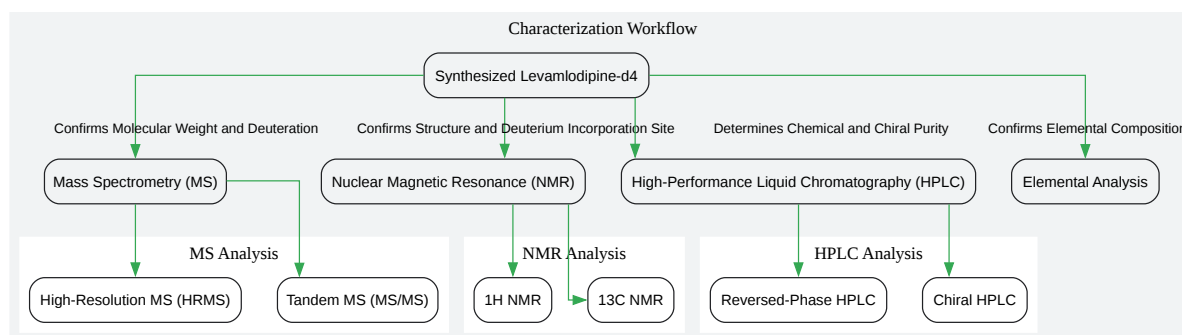 Characterization Workflow
Synthesized Levamlodipine-d4
Confirms Molecular Weight and Deuteration
Confirms Structure and Deuterium Incorporation Site
Determines Chemical and Chiral Purity
Confirms Elemental Composition
Mass Spectrometry (MS)
Nuclear Magnetic Resonance (NMR)
High-Performance Liquid Chromatography (HPLC)
Elemental Analysis
MS Analysis
NMR Analysis
HPLC Analysis
High-Resolution MS (HRMS)
Tandem MS (MS/MS)
1H NMR
13C NMR
Reversed-Phase HPLC
Chiral HPLC